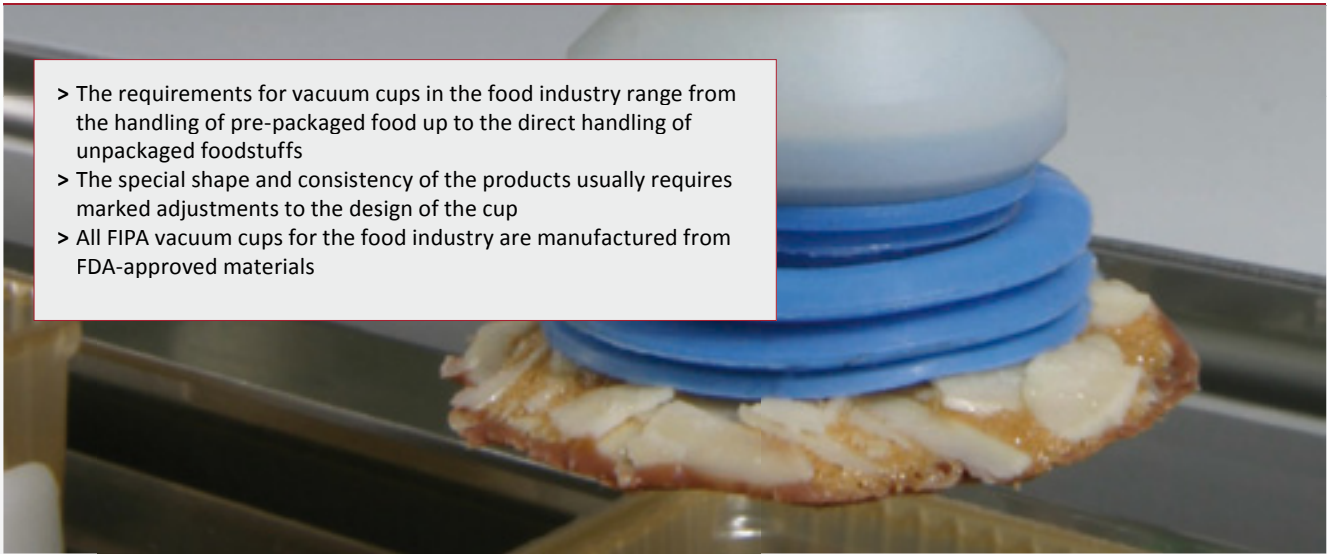 > The requirements for vacuum cups in the food industry range from
the handling of pre-packaged food up to the direct handling of
unpackaged foodstuffs
> The special shape and consistency of the products usually requires
marked adjustments to the design of the cup
> All FIPA vacuum cups for the food industry are manufactured from
FDA-approved materials